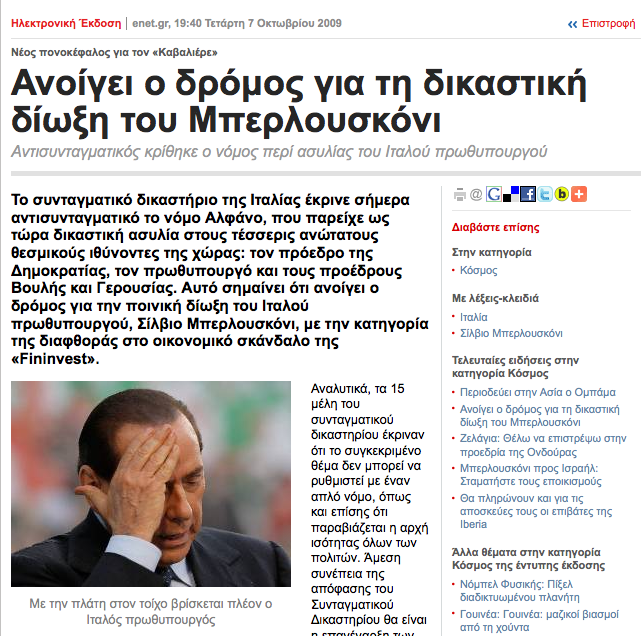 Ηλεκτρονική Έκδοση | enet.gr, 19:40 Τετάρτη 7 Οκτωβρίου 2009
« Επιστροφή
Νέος πονοκέφαλος για τον «Καβαλιέρε»
Ανοίγει ο δρόμος για τη δικαστική
δίωξη του Μπερλουσκόνι
Αντισυνταγματικός κρίθηκε ο νόμος περί ασυλίας του Ιταλού πρωθυπουργού
Το συνταγματικό δικαστήριο της Ιταλίας έκρινε σήμερα
αντισυνταγματικό το νόμο Αλφάνο, που παρείχε ως
τώρα δικαστική ασυλία στους τέσσερις ανώτατους
θεσμικούς ιθύνοντες της χώρας: τον πρόεδρο της
Δημοκρατίας, τον πρωθυπουργό και τους προέδρους
Βουλής και Γερουσίας. Αυτό σημαίνει ότι ανοίγει ο
δρόμος για την ποινική δίωξη του Ιταλού
πρωθυπουργού, Σίλβιο Μπερλουσκόνι, με την κατηγορία
της διαφθοράς στο οικονομικό σκάνδαλο της
«Fininvest».
Αναλυτικά, τα 15
μέλη του
συνταγματικού
δικαστηρίου έκριναν
ότι το συγκεκριμένο
θέμα δεν μπορεί να
ρυθμιστεί με έναν
απλό νόμο, όπως
και επίσης ότι
παραβιάζεται η αρχή
ισότητας όλων των
πολιτών. Άμεση
συνέπεια της
απόφασης του
Συνταγματικού
Δικαστηρίου θα είναι
η επανέναρξη των
Με την πλάτη στον τοίχο βρίσκεται πλέον ο
Ιταλός πρωθυπουργός
@ G f t b +
Διαβάστε επίσης
Στην κατηγορία
• Κόσμος
Με λέξεις-κλειδιά
• Ιταλία
• Σίλβιο Μπερλουσκόνι
Τελευταίες ειδήσεις στην
κατηγορία Κόσμος
• Περιοδεύει στην Ασία ο Ομπάμα
• Ανοίγει ο δρόμος για τη δικαστική
δίωξη του Μπερλουσκόνι
• Ζελάγια: Θέλω να επιστρέψω στην
προεδρία της Ονδούρας
• Μπερλουσκόνι προς Ισραήλ:
Σταματήστε τους εποικισμούς
• Θα πληρώνουν και για τις
αποσκευές τους οι επιβάτες της
Iberia
Άλλα θέματα στην κατηγορία
Κόσμος της έντυπης έκδοσης
• Νόμπελ Φυσικής: Πίξελ
διαδικτυωμένου πλανήτη
• Γουινέα: Γουινέα: μαζικοί βιασμοί
από τη χούντα